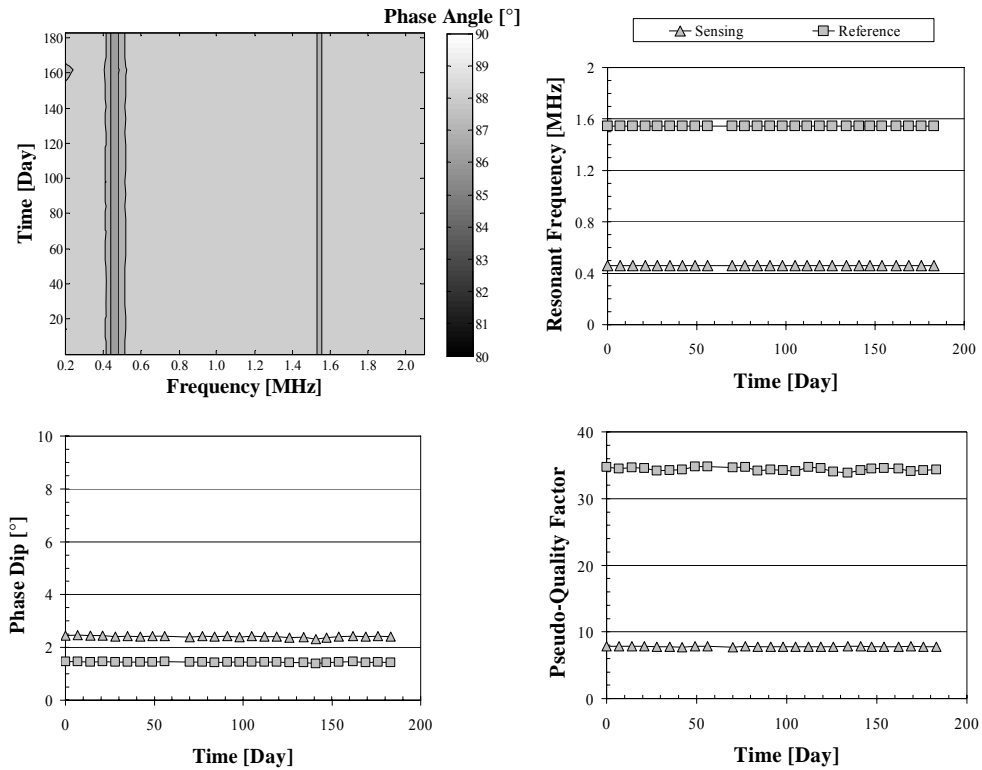 Phase Angle [°]
180
160
140
120
100
80
60
40
20
Time [Day]
0.2 0.4 0.6 0.8 1.0 1.2 1.4 1.6 1.8 2.0
Frequency [MHz]
90
89
88
87
86
85
84
83
82
81
80
Sensing Reference
2
1.6
1.2
0.8
0.4
0
Resonant Frequency [MHz]
0 50 100 150 200
Time [Day]
10
8
6
4
2
0
Phase Dip [°]
0 50 100 150 200
Time [Day]
40
30
20
10
0
Pseudo-Quality Factor
0 50 100 150 200
Time [Day]